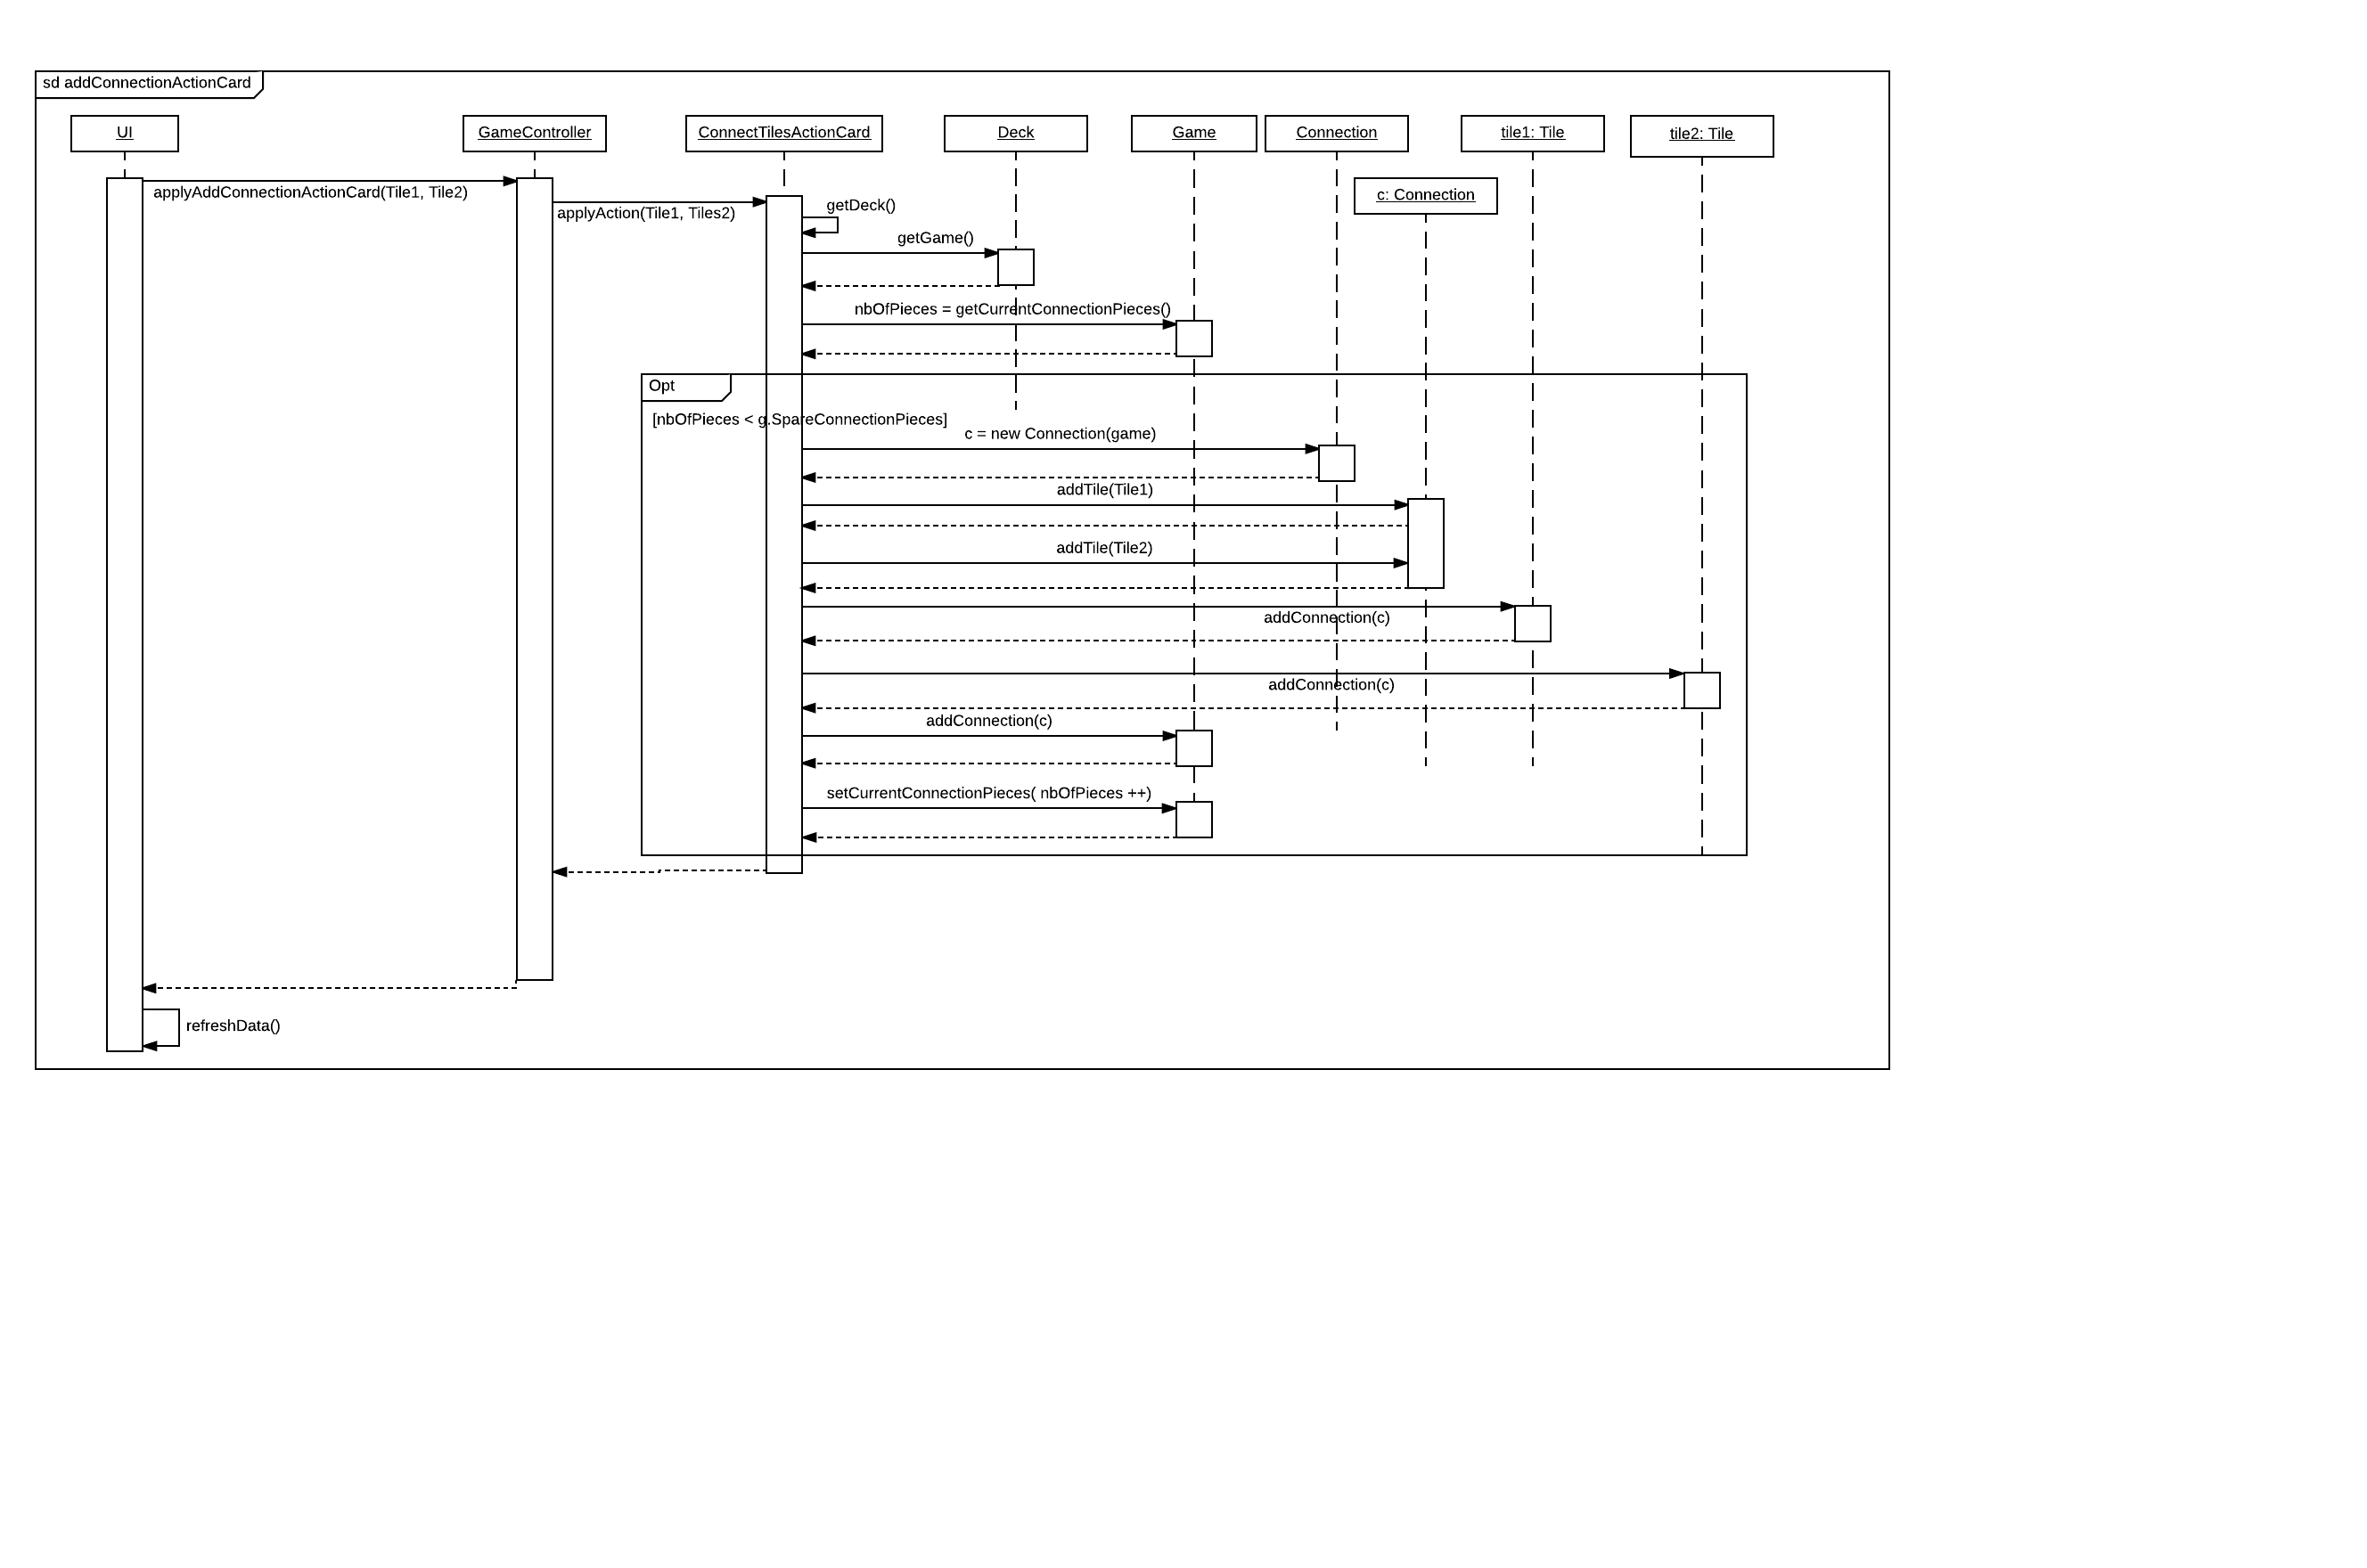 sd addConnectionActionCard
UI
GameController
ConnectTilesActionCard
Deck
Game
Connection
tile1: Tile
tile2: Tile
applyAddConnectionActionCard(Tile1, Tile2)
c: Connection
applyAction(Tile1, Tiles2)
getDeck()
getGame()
nbOfPieces = getCurrentConnectionPieces()
Opt
[nbOfPieces < g.SpareConnectionPieces]
c = new Connection(game)
addTile(Tile1)
addTile(Tile2)
addConnection(c)
addConnection(c)
addConnection(c)
setCurrentConnectionPieces( nbOfPieces ++)
refreshData()